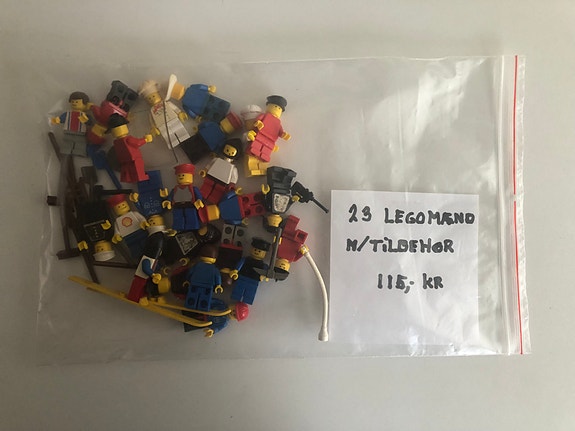 23 LEGOMÆND
M/TILBEHØR
115,- KR